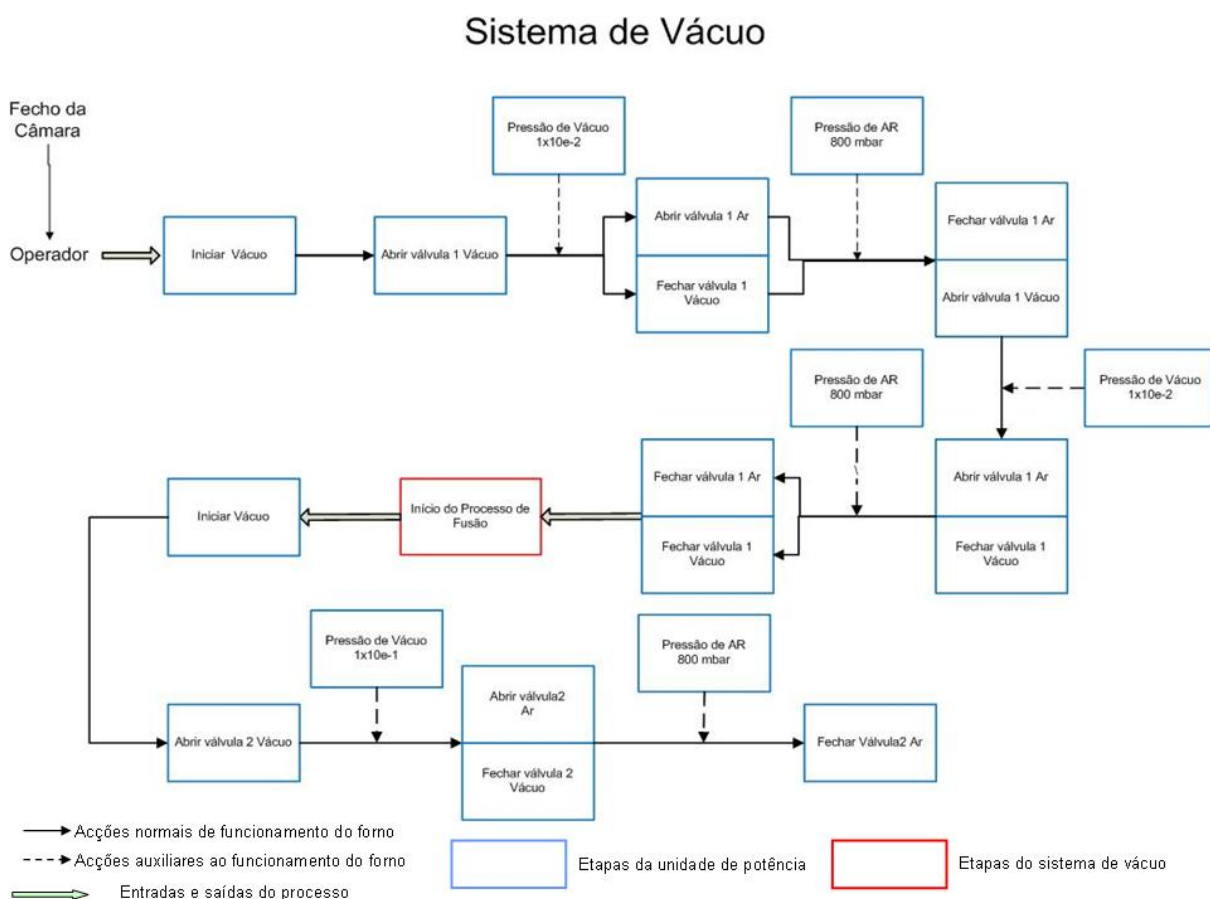 Sistema de Vácuo
Fecho da
Câmara
Operador
Iniciar Vácuo
Abrir válvula 1 Vácuo
Pressão de Vácuo
1x10e-2
Abrir válvula 1 Ar
Fechar válvula 1
Vácuo
Pressão de AR
800 mbar
Fechar válvula 1 Ar
Abrir válvula 1 Vácuo
Pressão de Vácuo
1x10e-2
Abrir válvula 1 Ar
Fechar válvula 1
Vácuo
Pressão de AR
800 mbar
Fechar válvula 1 Ar
Fechar válvula 1
Vácuo
Início do Processo de
Fusão
Iniciar Vácuo
Abrir válvula 2 Vácuo
Pressão de Vácuo
1x10e-1
Abrir válvula2
Ar
Fechar válvula 2
Vácuo
Pressão de AR
800 mbar
Fechar Válvula2 Ar
Acções normais de funcionamento do forno
Acções auxiliares ao funcionamento do forno
Entradas e saídas do processo
Etapas da unidade de potência
Etapas do sistema de vácuo